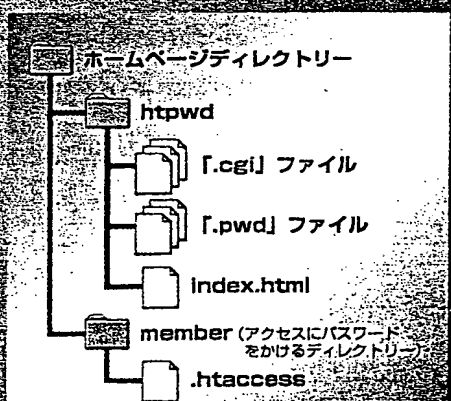 ホームページディレクトリー
htpwd
「.cgi」ファイル
「.pwd」ファイル
index.html
member (アクセスにパスワード
をかけるディレクトリー)
.htaccess